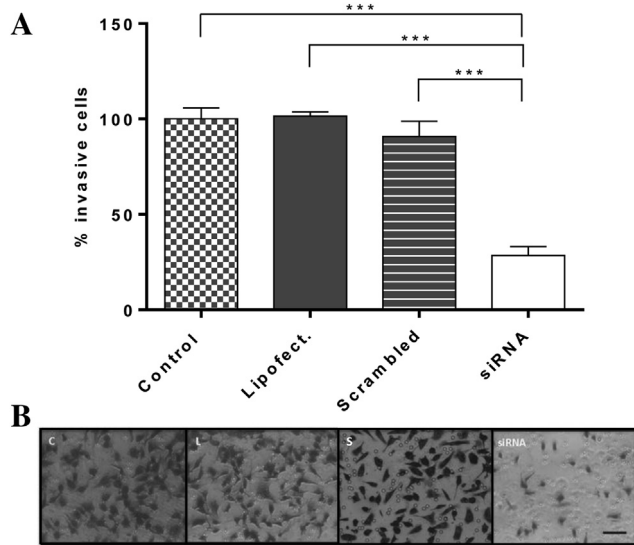 A
***
***
***
% invasive cells
150
100
50
0
Control
Lipofect.
Scrambled
siRNA
B
C
L
S
siRNA